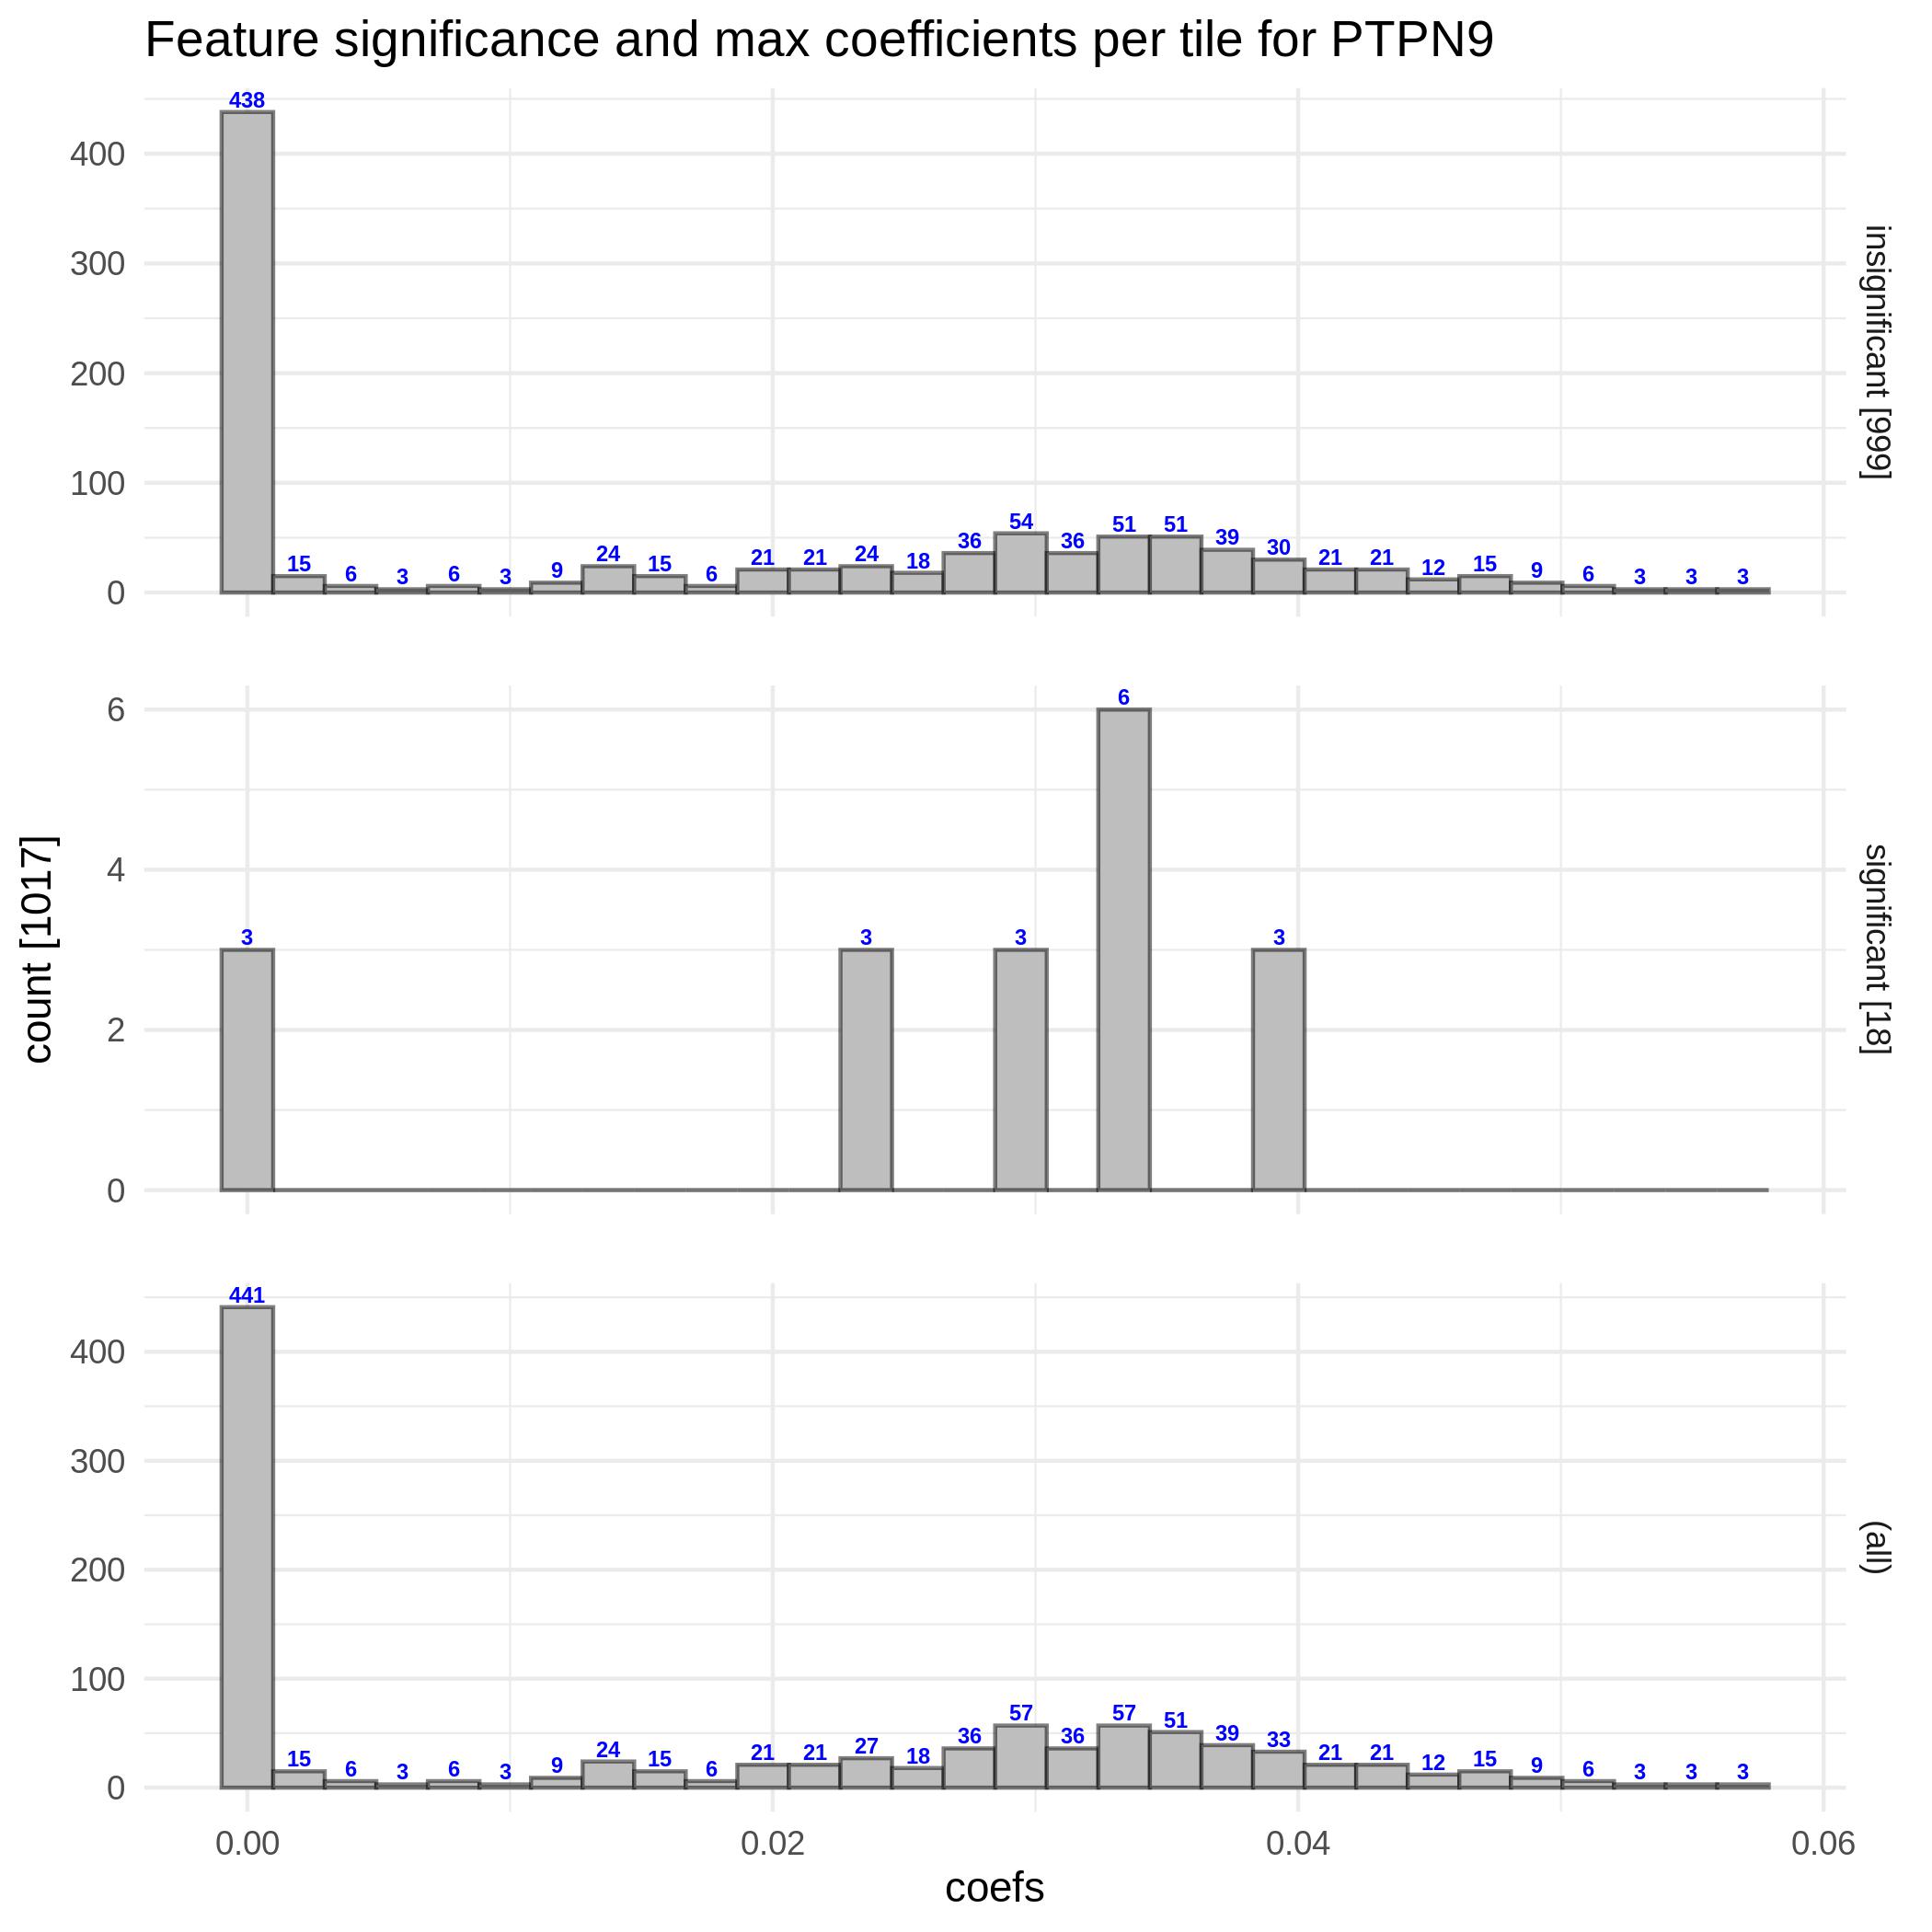 Feature significance and max coefficients per tile for PTPN9
438
400
300
200
100
0
15 6 3 6 3 9 24 15 6 21 21 24 18 36 54 36 51 51 39 30 21 21 12 15 9 6 3 3 3
insignificant [999]
6
4
2
0
3 3 3 6 3
significant [18]
count [1017]
441
400
300
200
100
0
15 6 3 6 3 9 24 15 6 21 21 27 18 36 57 36 57 51 39 33 21 21 12 15 9 6 3 3 3
(all)
0.00 0.02 0.04 0.06
coefs